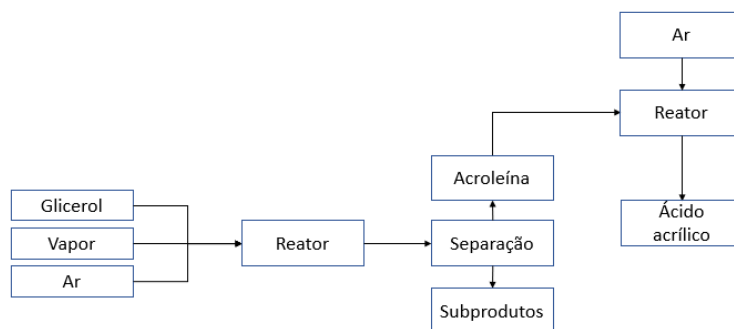 Ar
Reator
Acroleína
Ácido
acrílico
Glicerol
Vapor
Ar
Reator
Separação
Subprodutos